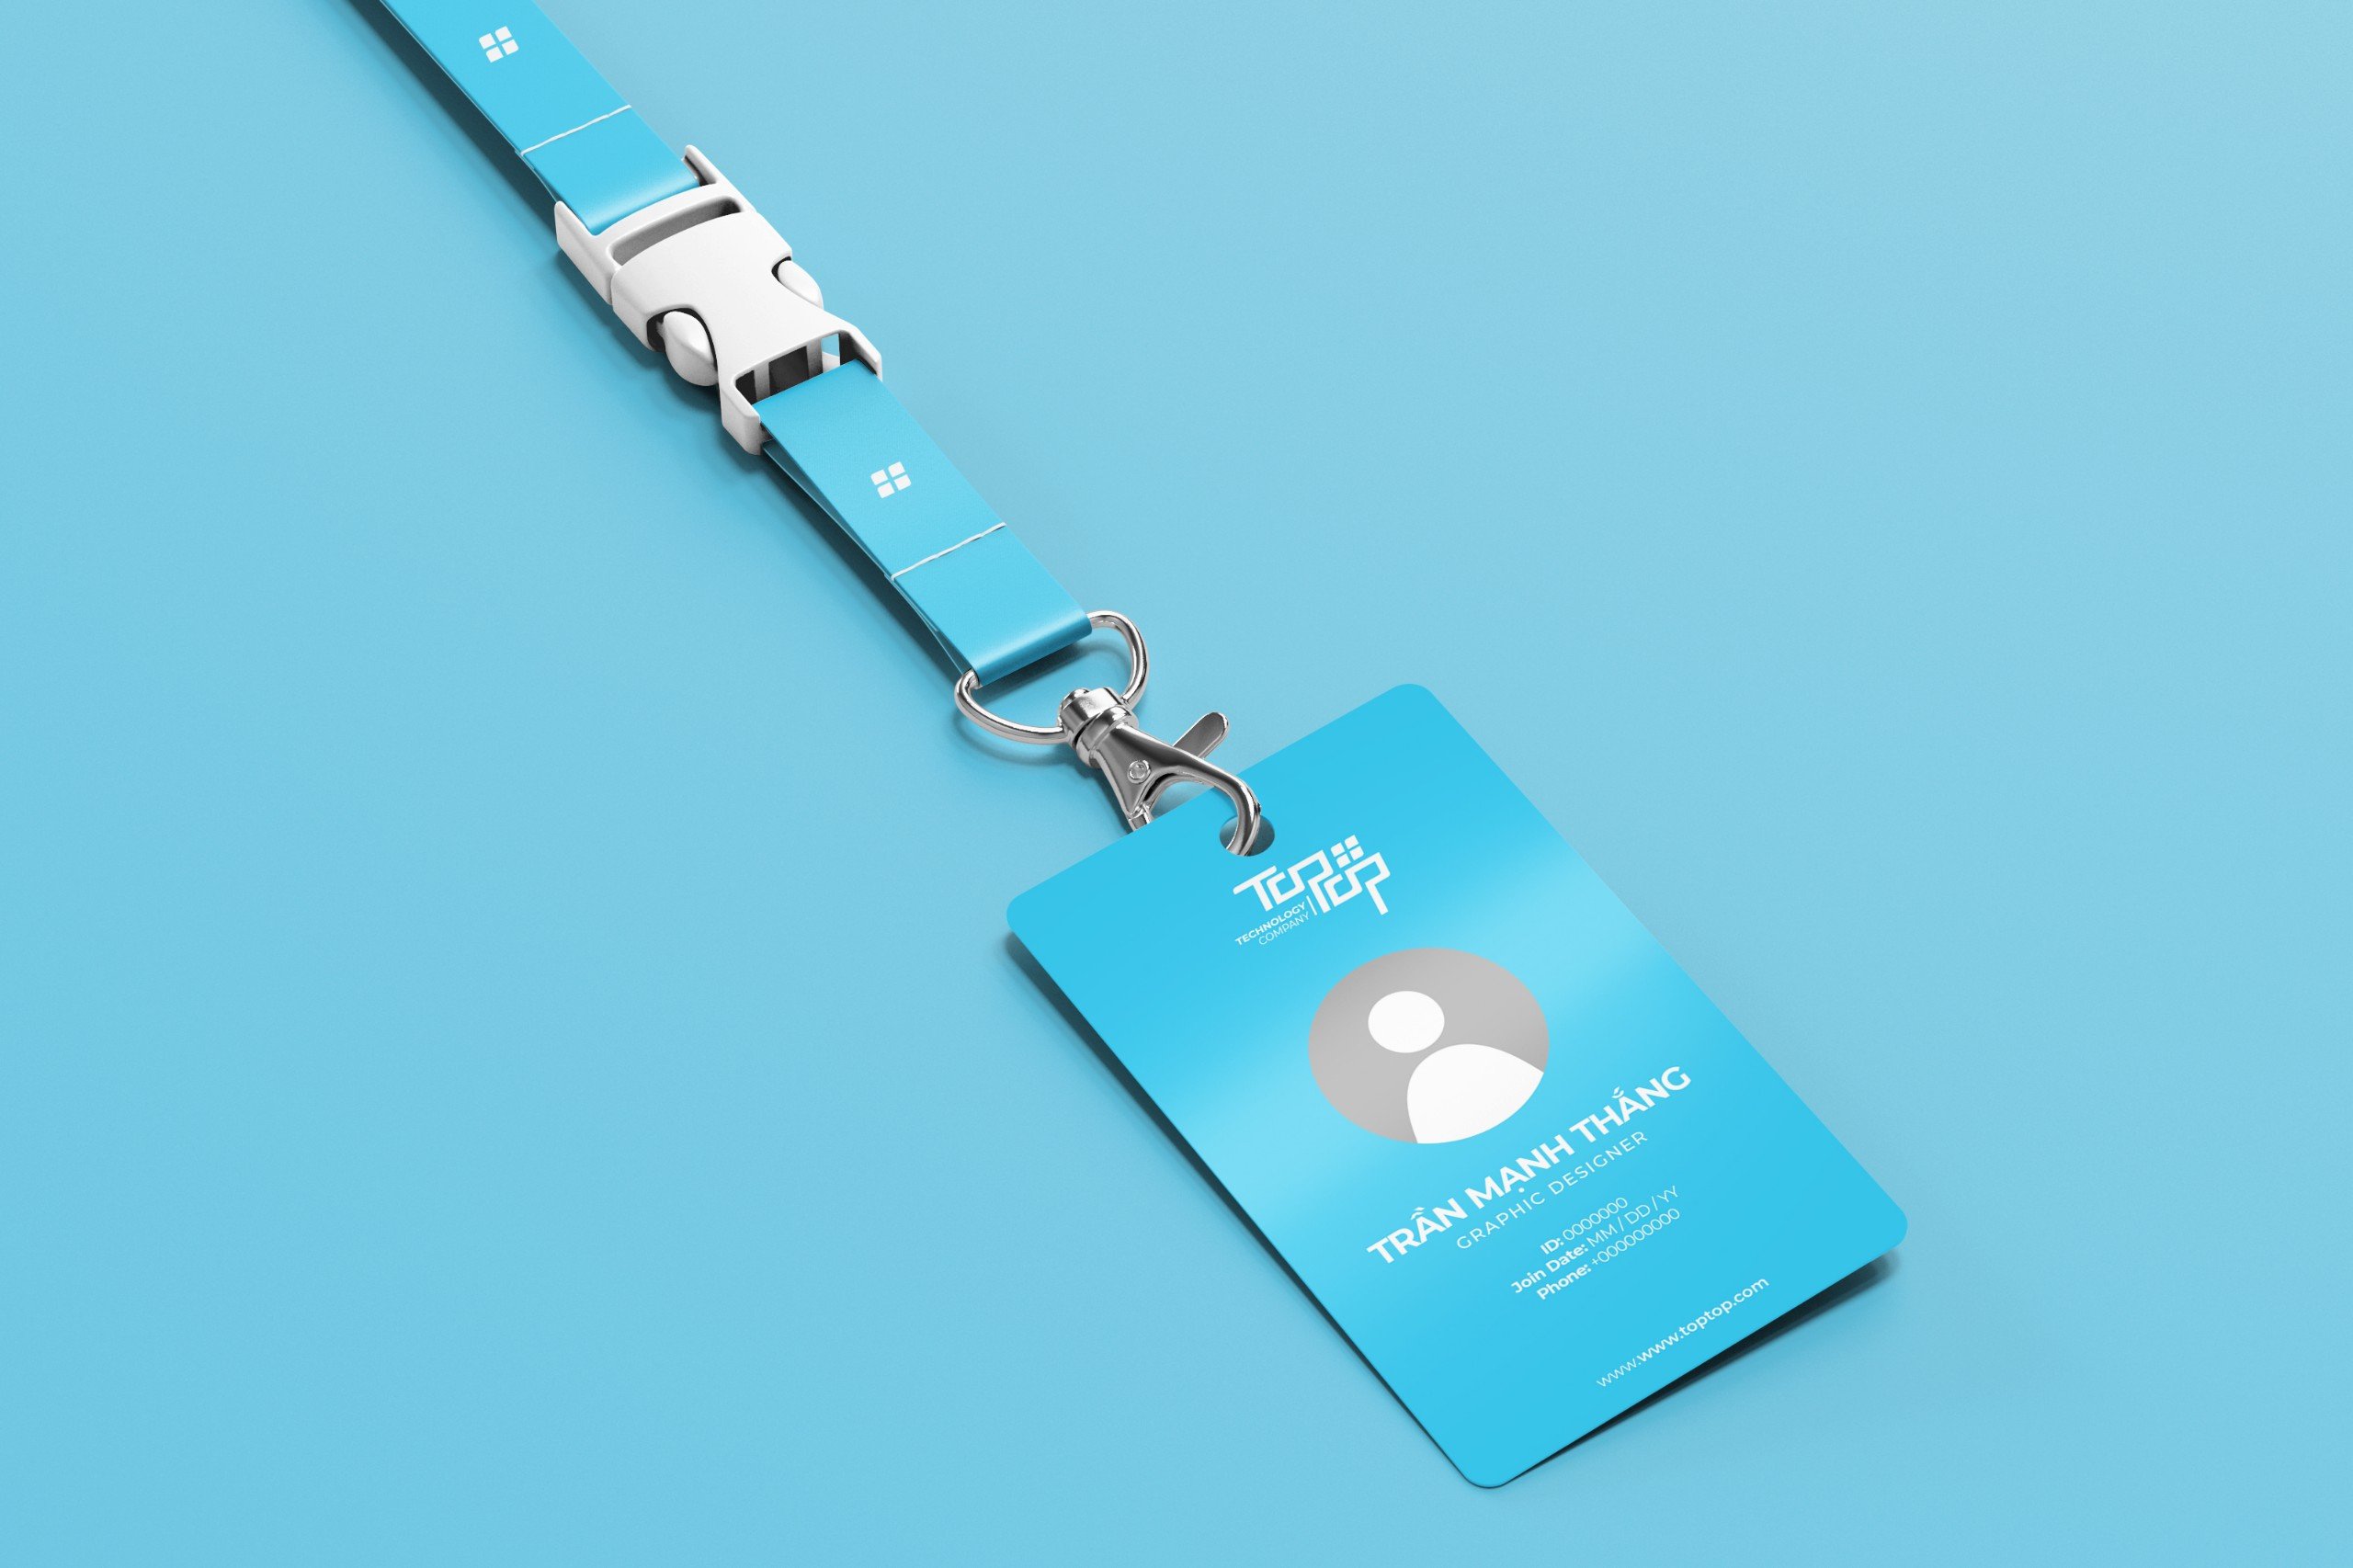 TOPTOP
TECHNOLOGY
COMPANY
TRẦN MẠNH THẮNG
GRAPHIC DESIGNER
ID: 0000000
Join Date: MM / DD / YY
Phone: +000000000
www.www.toptop.com